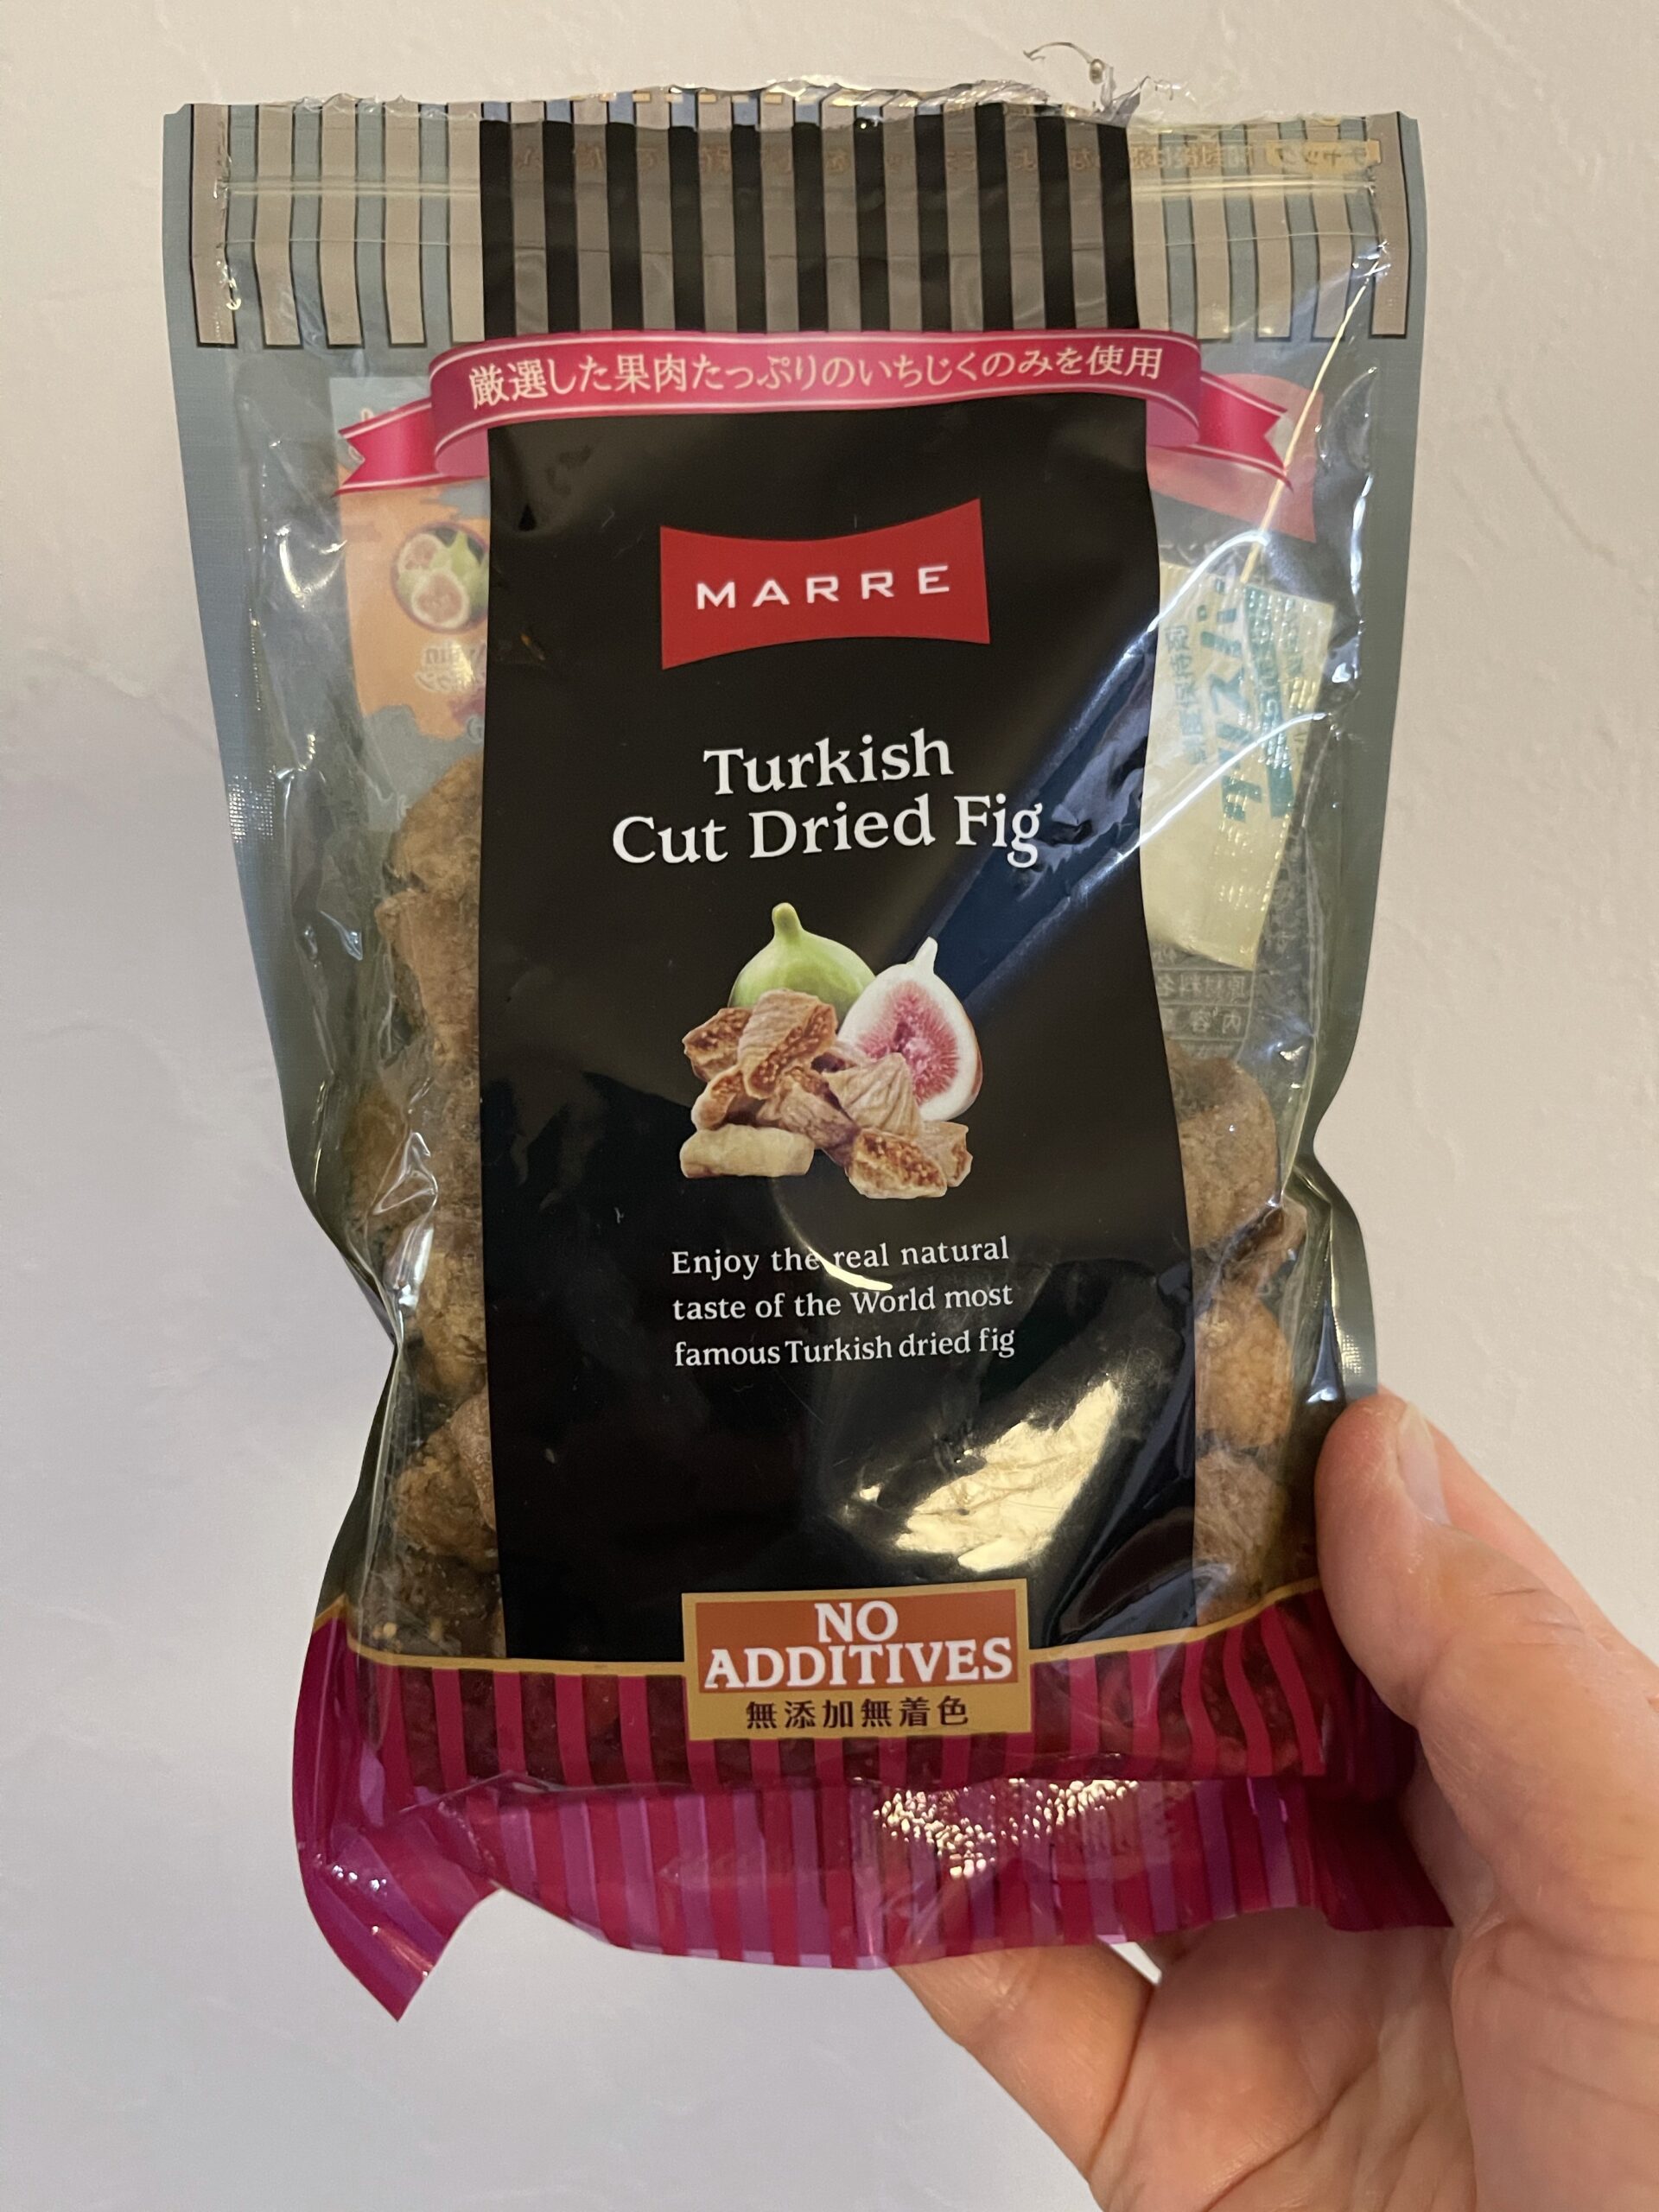 厳選した果肉たっぷりのいちじくのみを使用
MARRE
Turkish
Cut Dried Fig
Enjoy the real natural
taste of the World most
famous Turkish dried fig
NO
ADDITIVES
無添加無着色